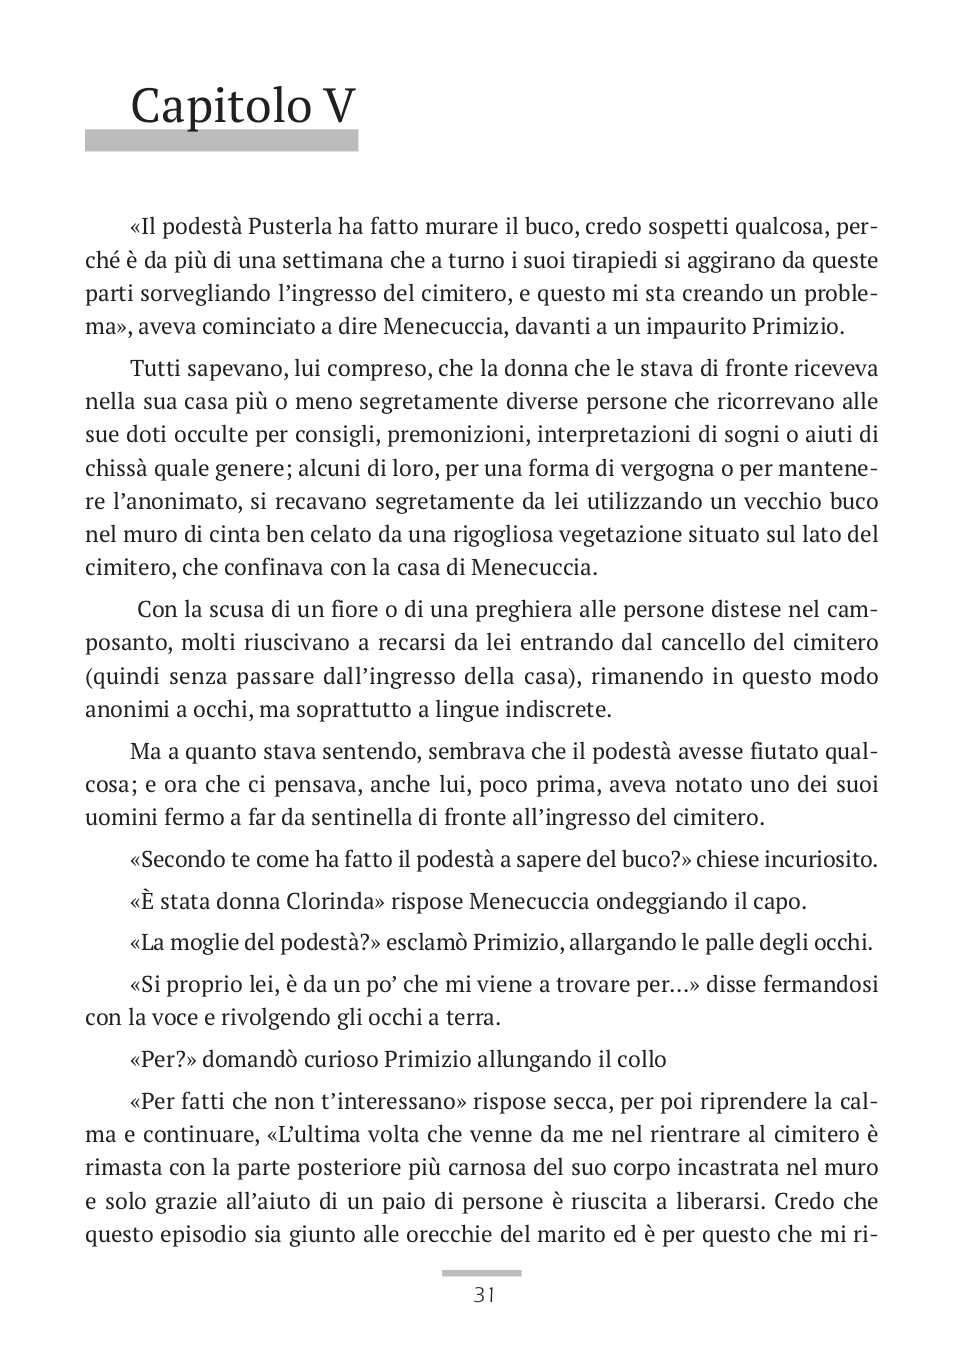 Capitolo V
«Il podestà Pusterla ha fatto murare il buco, credo sospetti qualcosa, per-
ché è da più di una settimana che a turno i suoi tirapiedi si aggirano da queste
parti sorvegliando l’ingresso del cimitero, e questo mi sta creando un proble-
ma», aveva cominciato a dire Menecuccia, davanti a un impaurito Primizio.
Tutti sapevano, lui compreso, che la donna che le stava di fronte riceveva
nella sua casa più o meno segretamente diverse persone che ricorrevano alle
sue doti occulte per consigli, premonizioni, interpretazioni di sogni o aiuti di
chissà quale genere; alcuni di loro, per una forma di vergogna o per mantene-
re l’anonimato, si recavano segretamente da lei utilizzando un vecchio buco
nel muro di cinta ben celato da una rigogliosa vegetazione situato sul lato del
cimitero, che confinava con la casa di Menecuccia.
Con la scusa di un fiore o di una preghiera alle persone distese nel cam-
posanto, molti riuscivano a recarsi da lei entrando dal cancello del cimitero
(quindi senza passare dall’ingresso della casa), rimanendo in questo modo
anonimi a occhi, ma soprattutto a lingue indiscrete.
Ma a quanto stava sentendo, sembrava che il podestà avesse fiutato qual-
cosa; e ora che ci pensava, anche lui, poco prima, aveva notato uno dei suoi
uomini fermo a far da sentinella di fronte all’ingresso del cimitero.
«Secondo te come ha fatto il podestà a sapere del buco?» chiese incuriosito.
«È stata donna Clorinda» rispose Menecuccia ondeggiando il capo.
«La moglie del podestà?» esclamò Primizio, allargando le palle degli occhi.
«Si proprio lei, è da un po’ che mi viene a trovare per…» disse fermandosi
con la voce e rivolgendo gli occhi a terra.
«Per?» domandò curioso Primizio allungando il collo
«Per fatti che non t’interessano» rispose secca, per poi riprendere la cal-
ma e continuare, «L’ultima volta che venne da me nel rientrare al cimitero è
rimasta con la parte posteriore più carnosa del suo corpo incastrata nel muro
e solo grazie all’aiuto di un paio di persone è riuscita a liberarsi. Credo che
questo episodio sia giunto alle orecchie del marito ed è per questo che mi ri-
31